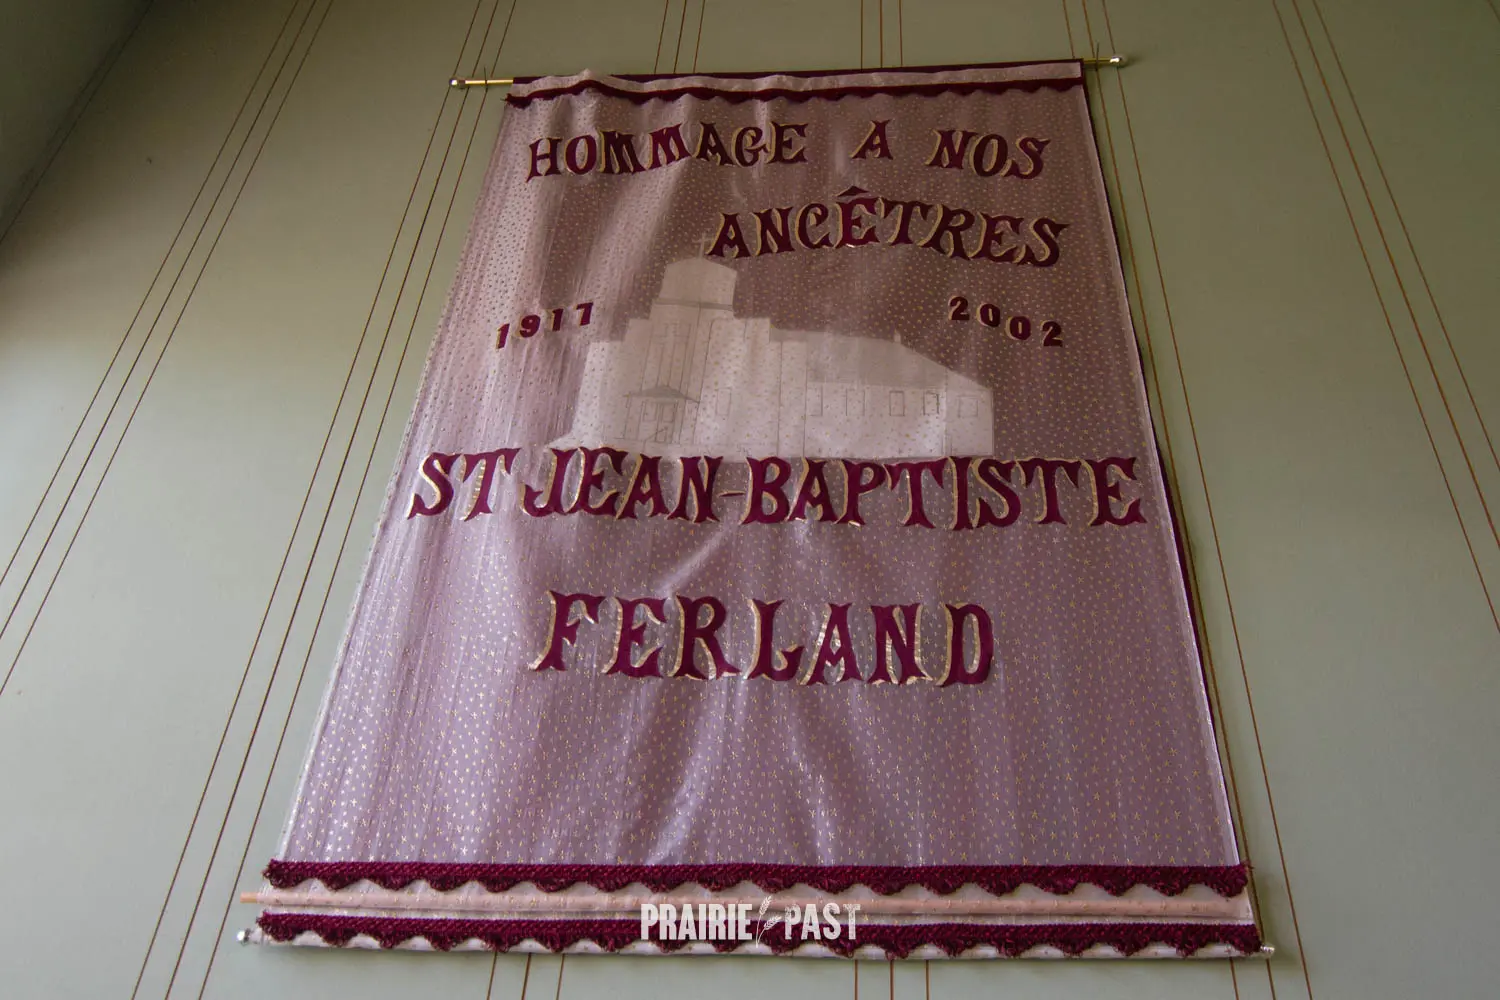 HOMMAGE A NOS
ANCÊTRES
1917 2002
ST JEAN-BAPTISTE
FERLAND
PRAIRIE PAST